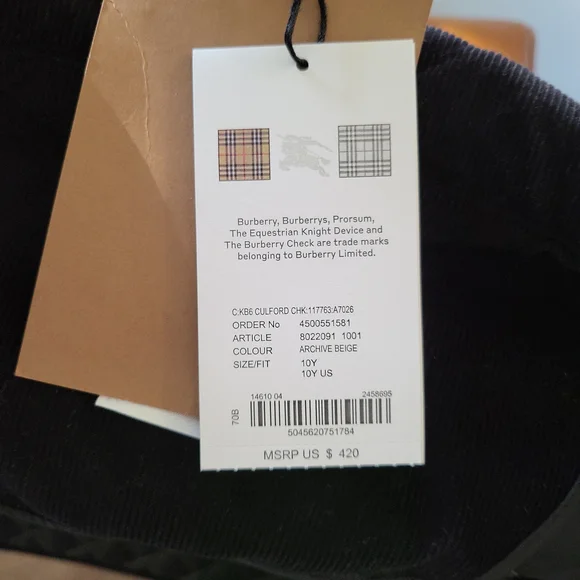 Burberry, Burberrys, Prorsum,
The Equestrian Knight Device and
The Burberry Check are trade marks
belonging to Burberry Limited.
C:KB6 CULFORD CHK:117763:A7026
ORDER No 4500551581
ARTICLE 8022091 1001
COLOUR ARCHIVE BEIGE
SIZE/FIT 10Y
10Y US
14610 04 2458695
70B
5045620751784
MSRP US $ 420